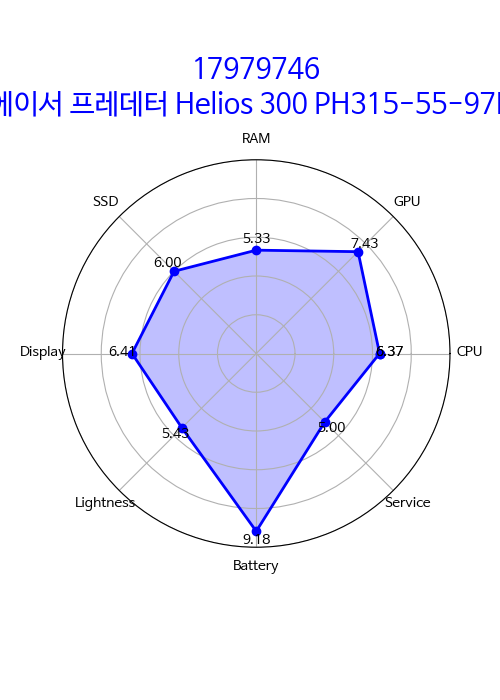 17979746
에이서 프레데터 Helios 300 PH315-55-97
RAM
SSD
GPU
5.33
7.43
6.00
Display
6.41
6.37
CPU
5.43
5.00
Lightness
Service
9.18
Battery